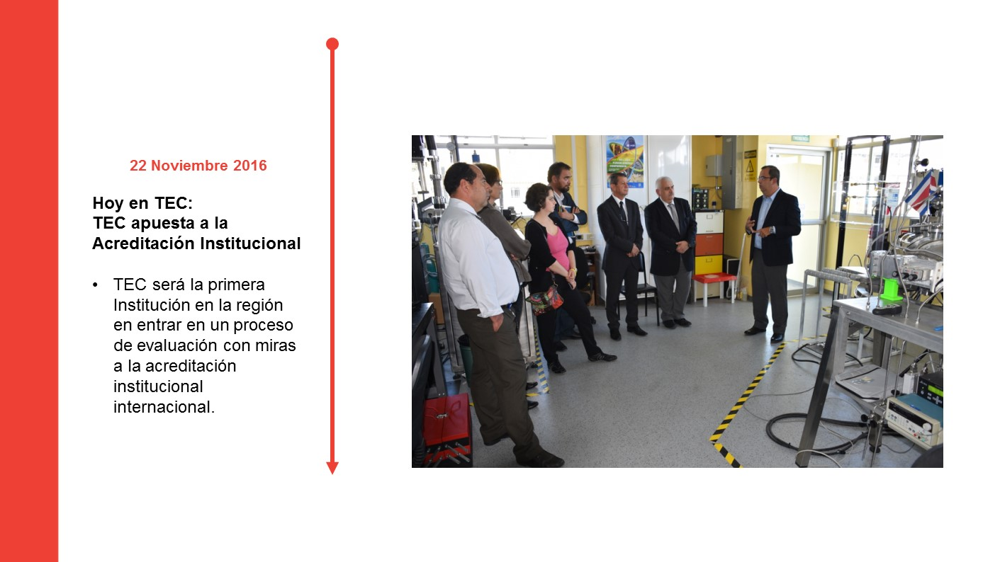 22 Noviembre 2016
Hoy en TEC:
TEC apuesta a la
Acreditación Institucional
• TEC será la primera
Institución en la región
en entrar en un proceso
de evaluación con miras
a la acreditación
institucional
internacional.